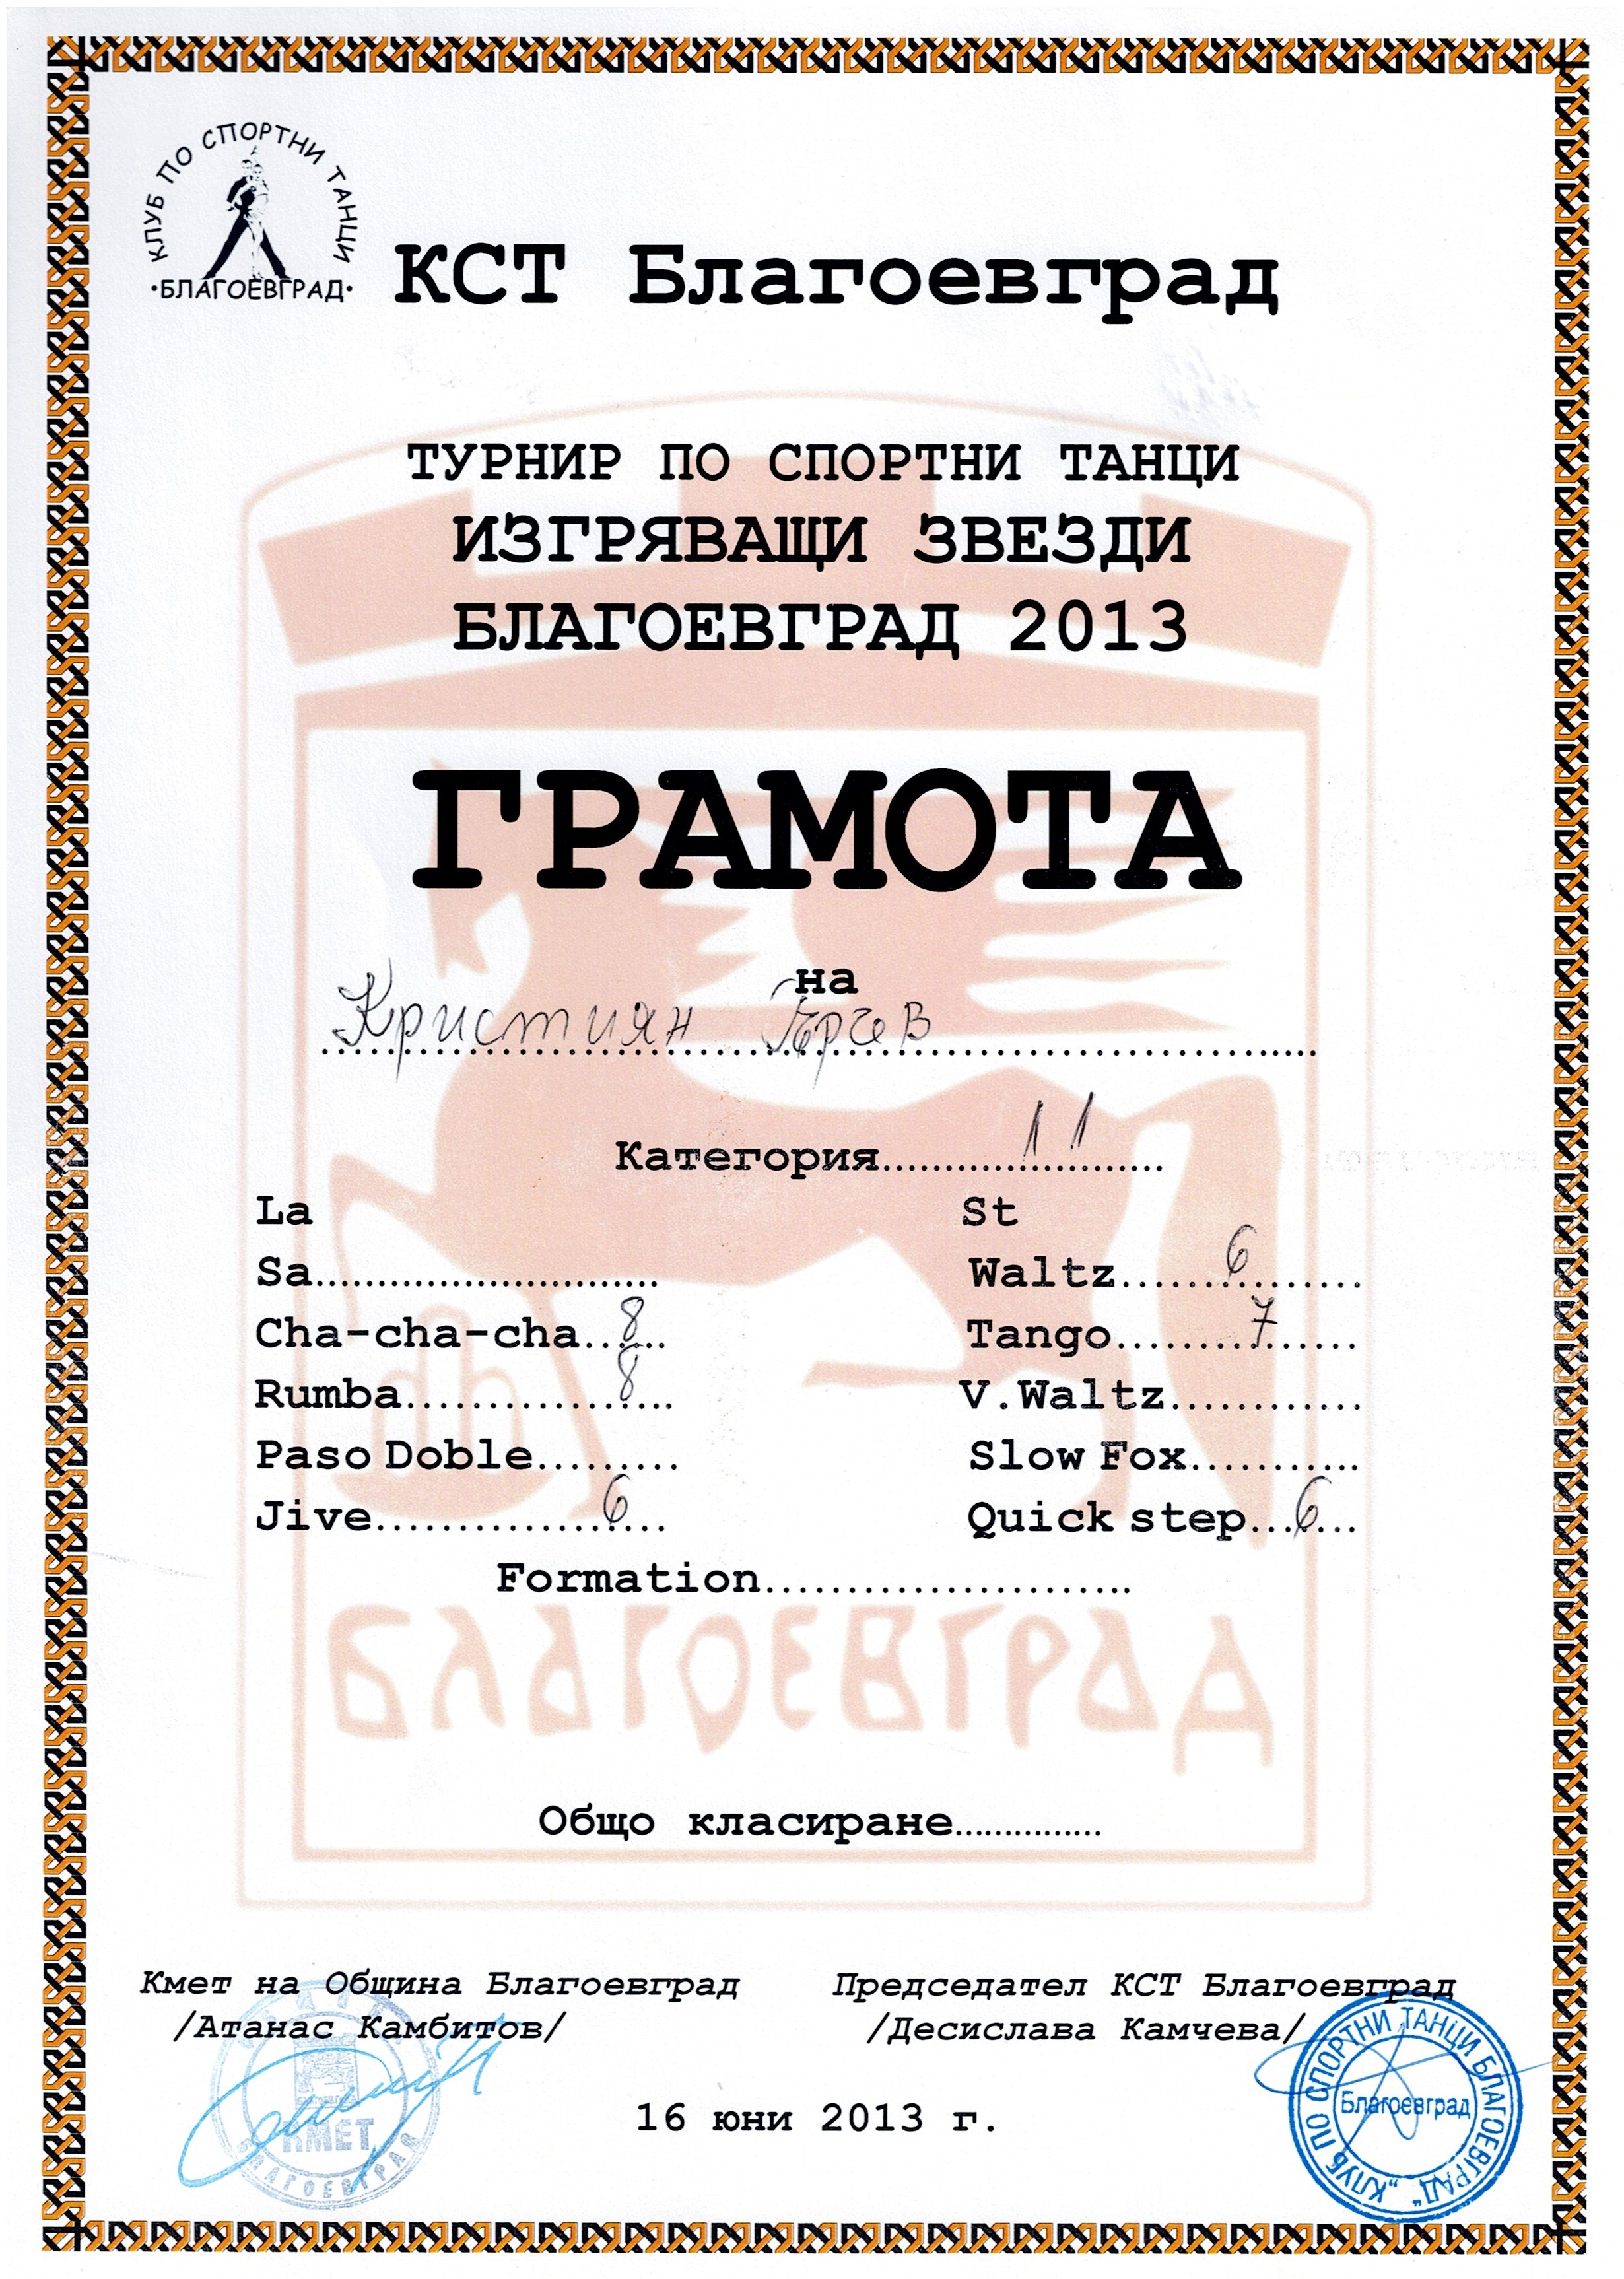 КЛУБ ПО СПОРТНИ ТАНЦИ
•БЛАГОЕВГРАД•
КСТ Благоевград
ТУРНИР ПО СПОРТНИ ТАНЦИ
ИЗГРЯВАЩИ ЗВЕЗДИ
БЛАГОЕВГРАД 2013
ГРАМОТА
на
Кристиян
Категория 11
La St
Sa Waltz 6
Cha-cha-cha 8 Tango 7
Rumba 8 V.Waltz
Paso Doble Slow Fox
Jive 6 Quick step 6
Formation
БЛАГОЕВГРАД
Общо класиране
Кмет на Община Благоевград Председател КСТ Благоевград
/Атанас Камбитов/ /Десислава Камчева/
КМЕТ
БЛАГОЕВГРАД
"КЛУБ ПО СПОРТНИ ТАНЦИ БЛАГОЕВГРАД"
Благоевград
16 юни 2013 г.